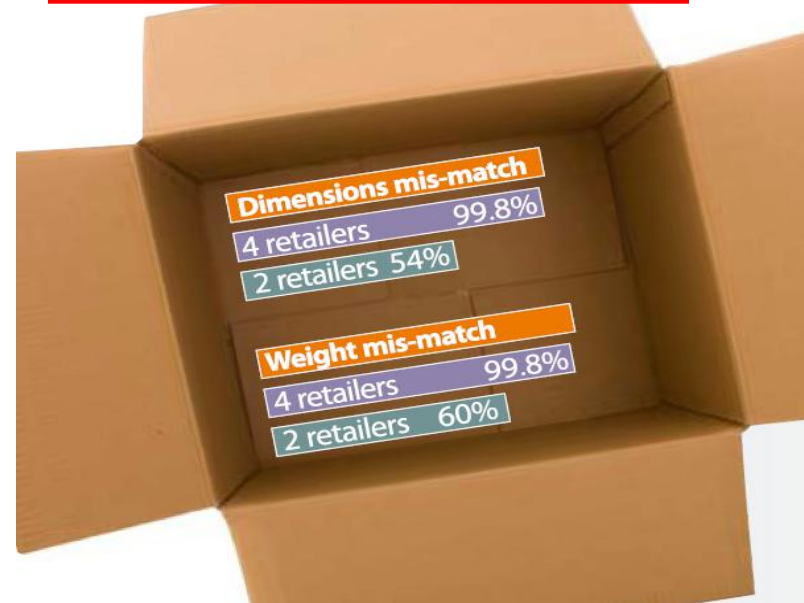 Dimensions mis-match
4 retailers 99.8%
2 retailers 54%
Weight mis-match
4 retailers 99.8%
2 retailers 60%